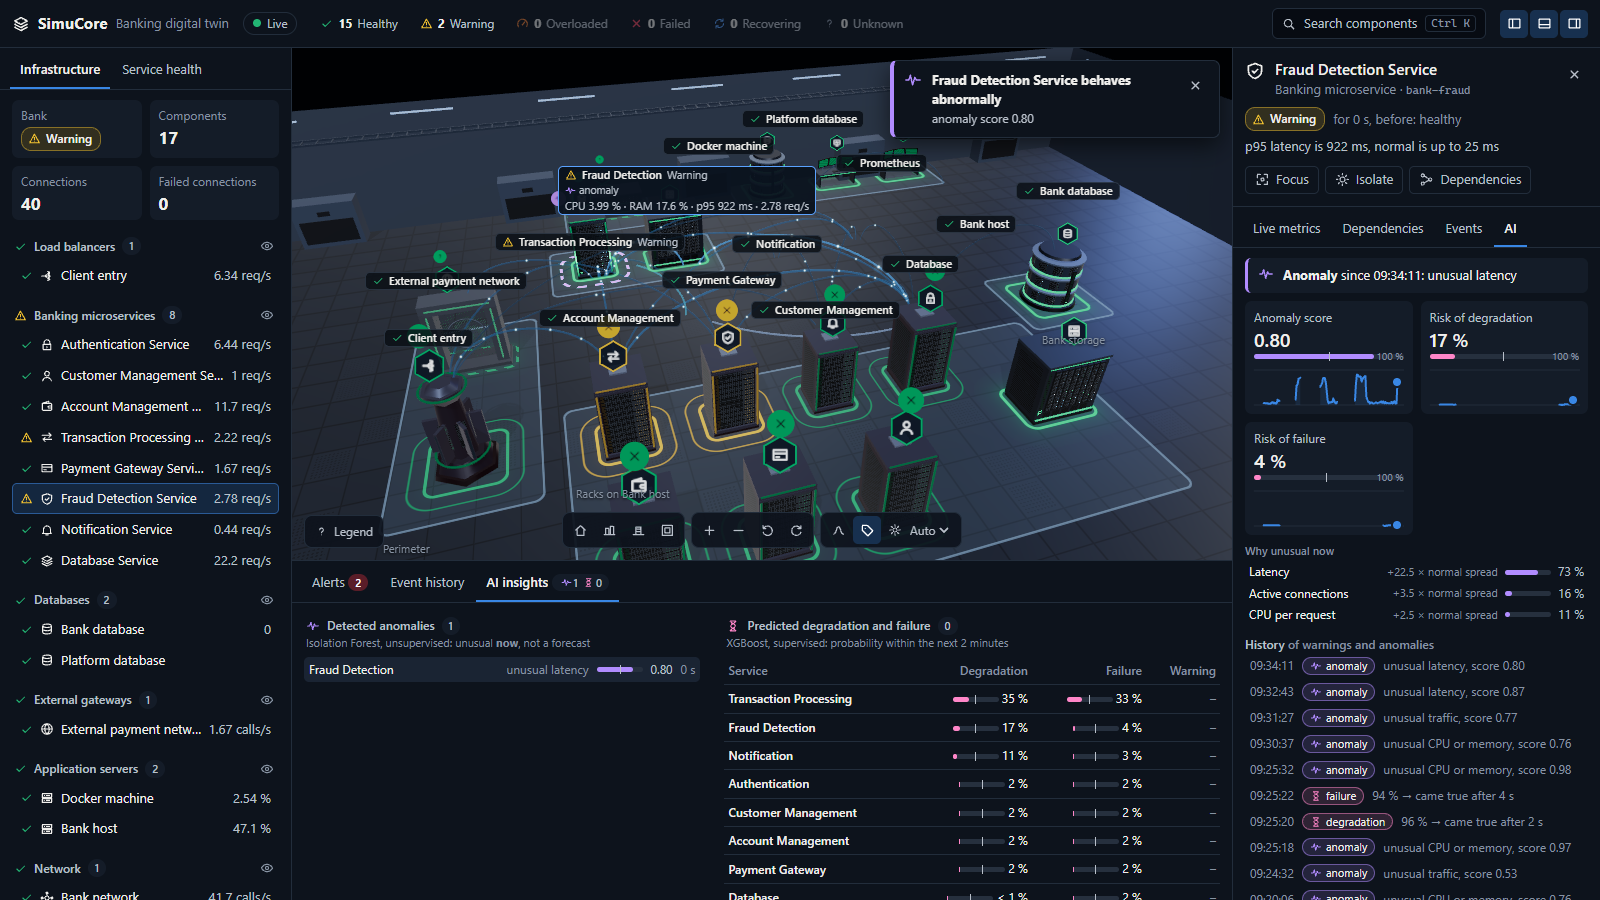 SimuCore Banking digital twin Live 15 Healthy 2 Warning 0 Overloaded 0 Failed 0 Recovering ? 0 Unknown Search components Ctrl K
Infrastructure Service health
Bank
Warning
Components
17
Connections
40
Failed connections
0
Load balancers 1
Client entry 6.34 req/s
Banking microservices 8
Authentication Service 6.44 req/s
Customer Management Se... 1 req/s
Account Management ... 11.7 req/s
Transaction Processing ... 2.22 req/s
Payment Gateway Servi... 1.67 req/s
Fraud Detection Service 2.78 req/s
Notification Service 0.44 req/s
Database Service 22.2 req/s
Databases 2
Bank database 0
Platform database
External gateways 1
External payment netw... 1.67 calls/s
Application servers 2
Docker machine 2.54 %
Bank host 47.1 %
Network 1
Bank network 41.7 calls/s
Fraud Detection Service behaves
abnormally
anomaly score 0.80
Platform database
Docker machine
Prometheus
Fraud Detection Warning
anomaly
CPU 3.99 % · RAM 17.6 % · p95 922 ms · 2.78 req/s
Bank database
Bank host
Transaction Processing Warning
Notification
Database
External payment network
Payment Gateway
Account Management
Customer Management
Client entry
Bank storage
Racks on Bank host
Perimeter
? Legend
Auto
Alerts 2 Event history AI insights 1 0
Detected anomalies 1
Isolation Forest, unsupervised: unusual now, not a forecast
Fraud Detection unusual latency 0.80 0 s
Predicted degradation and failure 0
XGBoost, supervised: probability within the next 2 minutes
Service Degradation Failure Warning
Transaction Processing 35 % 33 % –
Fraud Detection 17 % 4 % –
Notification 11 % 3 % –
Authentication 2 % 2 % –
Customer Management 2 % 2 % –
Account Management 2 % 2 % –
Payment Gateway 2 % 2 % –
Database < 1 % 2 % –
Fraud Detection Service
Banking microservice · bank-fraud
Warning for 0 s, before: healthy
p95 latency is 922 ms, normal is up to 25 ms
Focus Isolate Dependencies
Live metrics Dependencies Events AI
Anomaly since 09:34:11: unusual latency
Anomaly score
0.80
100 %
Risk of degradation
17 %
100 %
Risk of failure
4 %
100 %
Why unusual now
Latency +22.5 × normal spread 73 %
Active connections +3.5 × normal spread 16 %
CPU per request +2.5 × normal spread 11 %
History of warnings and anomalies
09:34:11 anomaly unusual latency, score 0.80
09:32:43 anomaly unusual latency, score 0.87
09:31:27 anomaly unusual traffic, score 0.77
09:30:37 anomaly unusual CPU or memory, score 0.76
09:25:32 anomaly unusual CPU or memory, score 0.98
09:25:22 failure 94 % → came true after 4 s
09:25:20 degradation 96 % → came true after 2 s
09:25:18 anomaly unusual CPU or memory, score 0.97
09:24:32 anomaly unusual traffic, score 0.53
09:20:06 anomaly unusual CPU or memory, score 0.76